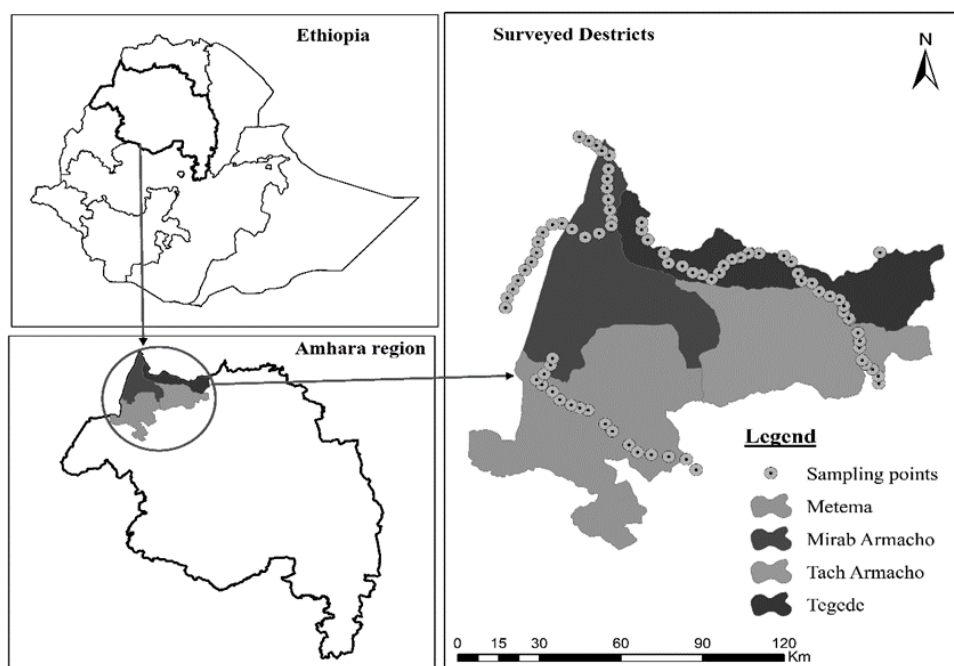 Ethiopia
Surveyed Destricts
N
Amhara region
Legend
Sampling points
Metema
Mirab Armacho
Tach Armacho
Tegede
0 15 30 60 90 120
Km